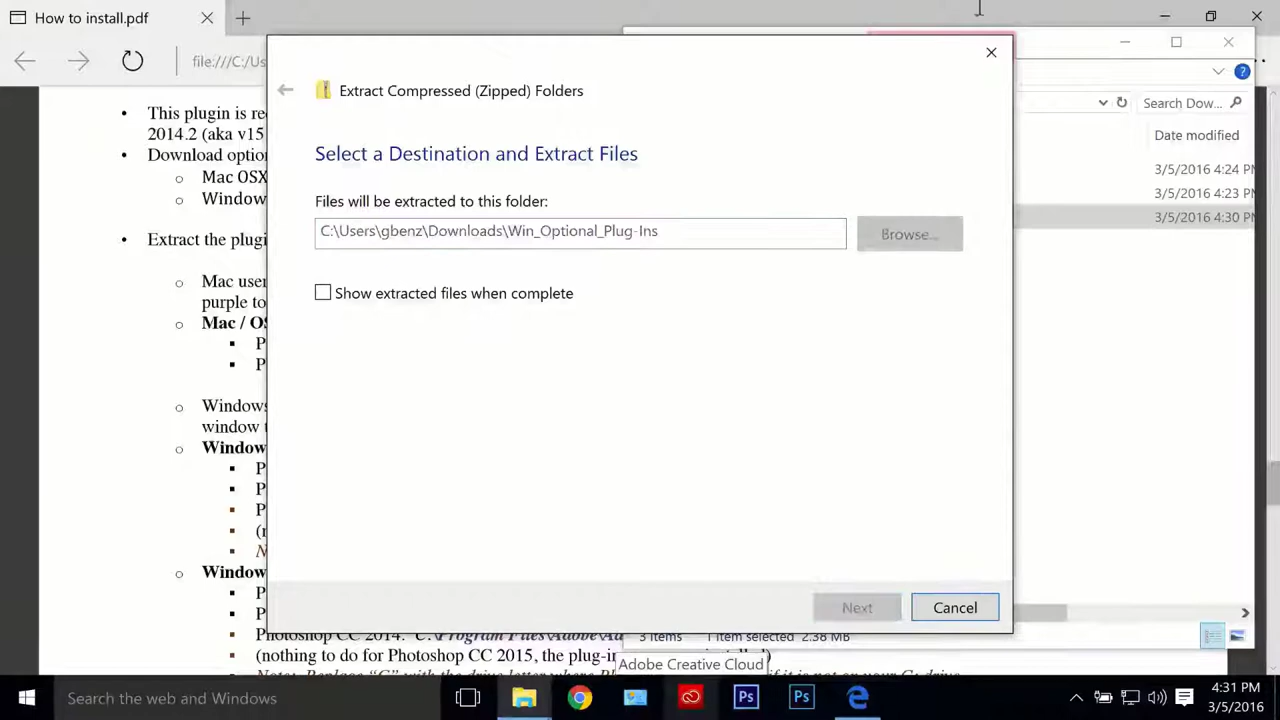 How to install.pdf
file:///C:/Us
Extract Compressed (Zipped) Folders
Select a Destination and Extract Files
Files will be extracted to this folder:
C:\Users\gbenz\Downloads\Win_Optional_Plug-Ins
Browse...
Show extracted files when complete
Next
Cancel
Search Dow...
Date modified
3/5/2016 4:24 PM
3/5/2016 4:23 PM
3/5/2016 4:30 PM
• This plugin is re
2014.2 (aka v15
• Download optio
○ Mac OSX
○ Window
• Extract the plugi
○ Mac user
purple to
○ Mac / OS
▪ P
▪ P
○ Windows
window t
○ Window
▪ P
▪ P
▪ P
▪ (n
▪ N
○ Window
▪ P
▪ P
▪ Photoshop CC 2014: C:\Program Files\Adobe\Ad
▪ (nothing to do for Photoshop CC 2015, the plug-in
3 items 1 item selected 2.38 MB
Adobe Creative Cloud
Search the web and Windows
4:31 PM
3/5/2016